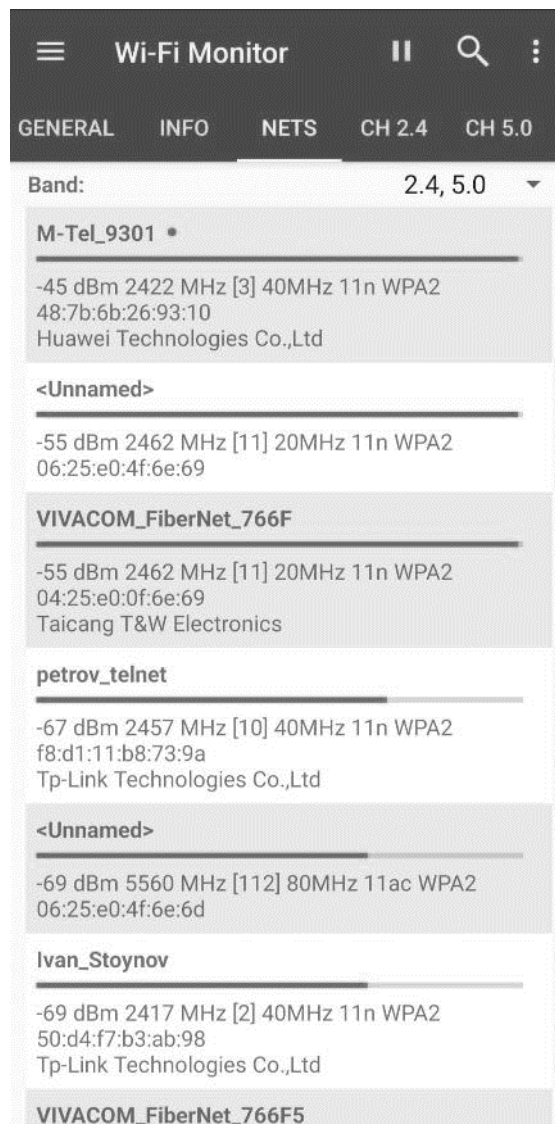 Wi-Fi Monitor
GENERAL INFO NETS CH 2.4 CH 5.0
Band: 2.4, 5.0
M-Tel_9301
-45 dBm 2422 MHz [3] 40MHz 11n WPA2
48:7b:6b:26:93:10
Huawei Technologies Co.,Ltd
<Unnamed>
-55 dBm 2462 MHz [11] 20MHz 11n WPA2
06:25:e0:4f:6e:69
VIVACOM_FiberNet_766F
-55 dBm 2462 MHz [11] 20MHz 11n WPA2
04:25:e0:0f:6e:69
Taicang T&W Electronics
petrov_telnet
-67 dBm 2457 MHz [10] 40MHz 11n WPA2
f8:d1:11:b8:73:9a
Tp-Link Technologies Co.,Ltd
<Unnamed>
-69 dBm 5560 MHz [112] 80MHz 11ac WPA2
06:25:e0:4f:6e:6d
Ivan_Stoynov
-69 dBm 2417 MHz [2] 40MHz 11n WPA2
50:d4:f7:b3:ab:98
Tp-Link Technologies Co.,Ltd
VIVACOM_FiberNet_766F5